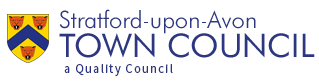 Stratford-upon-Avon
TOWN COUNCIL
a Quality Council